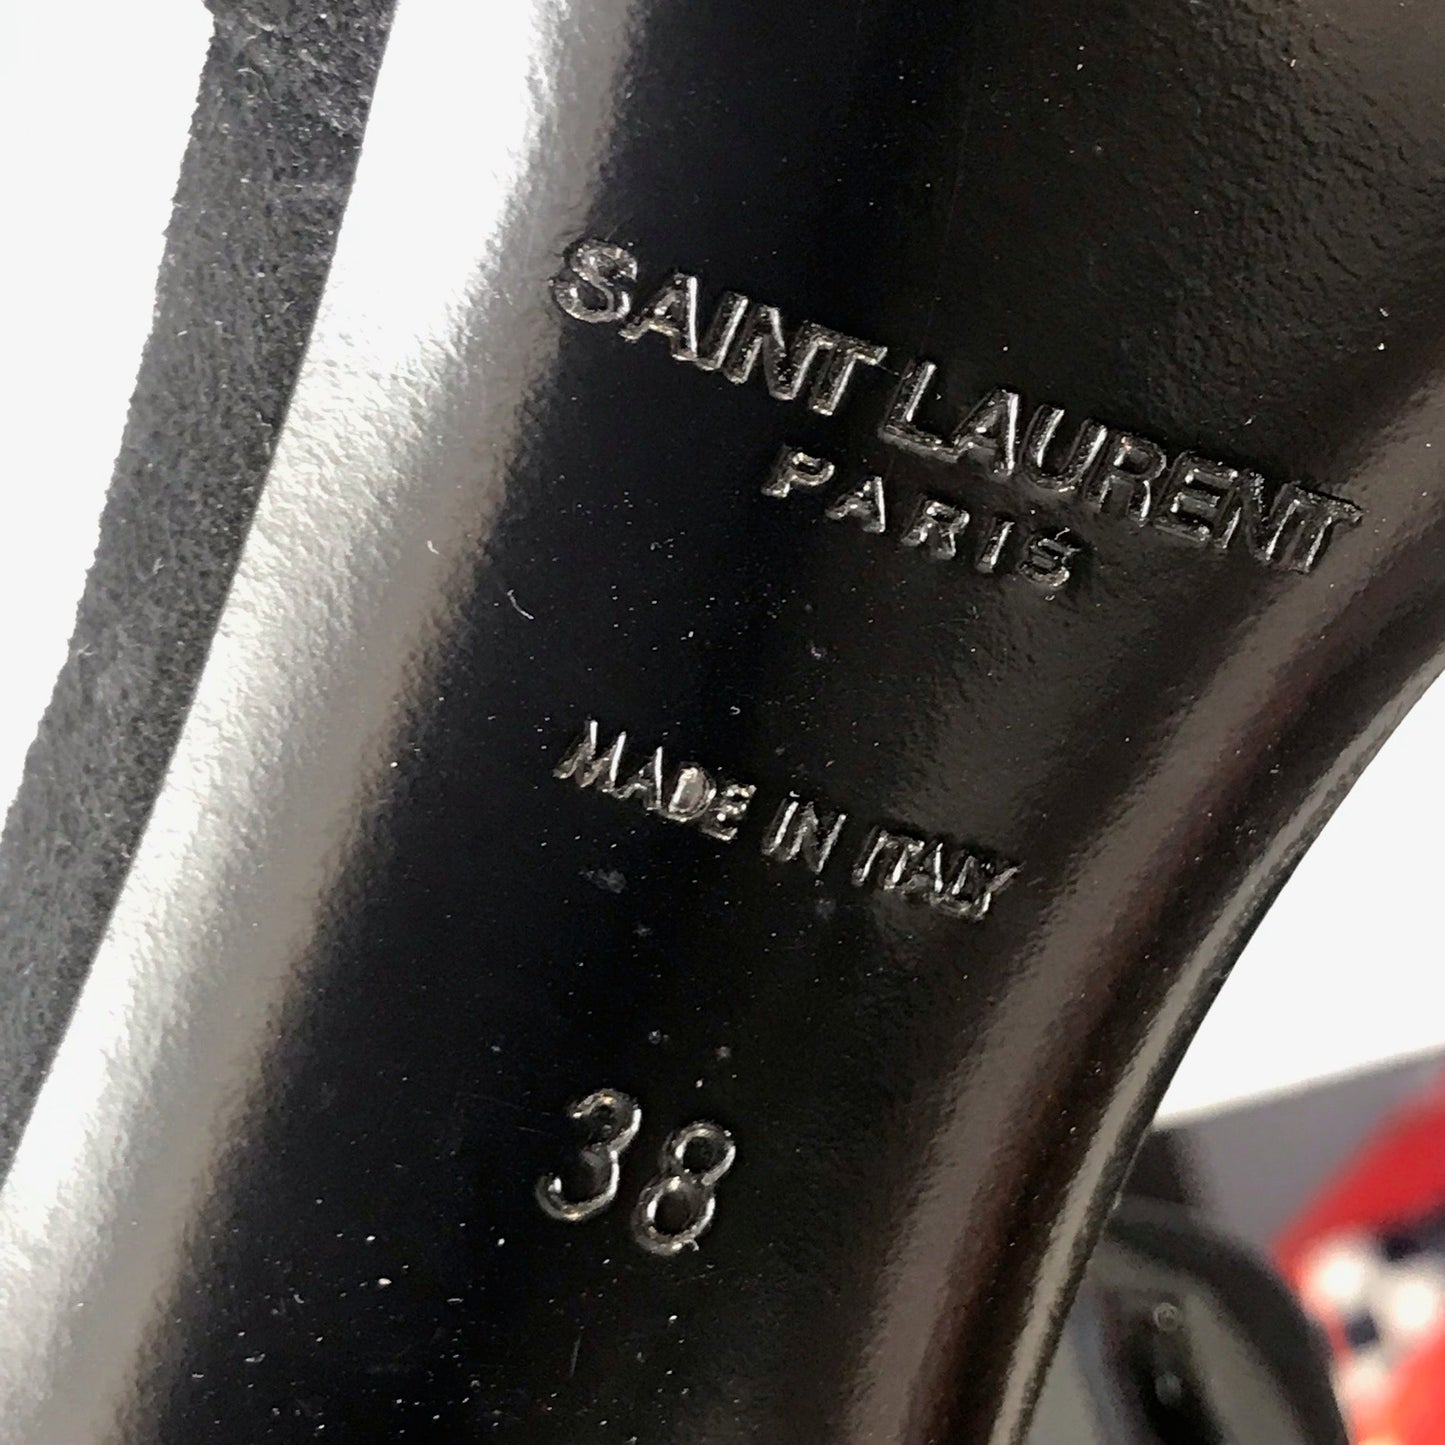 SAINT LAURENT
PARIS
MADE IN ITALY
38